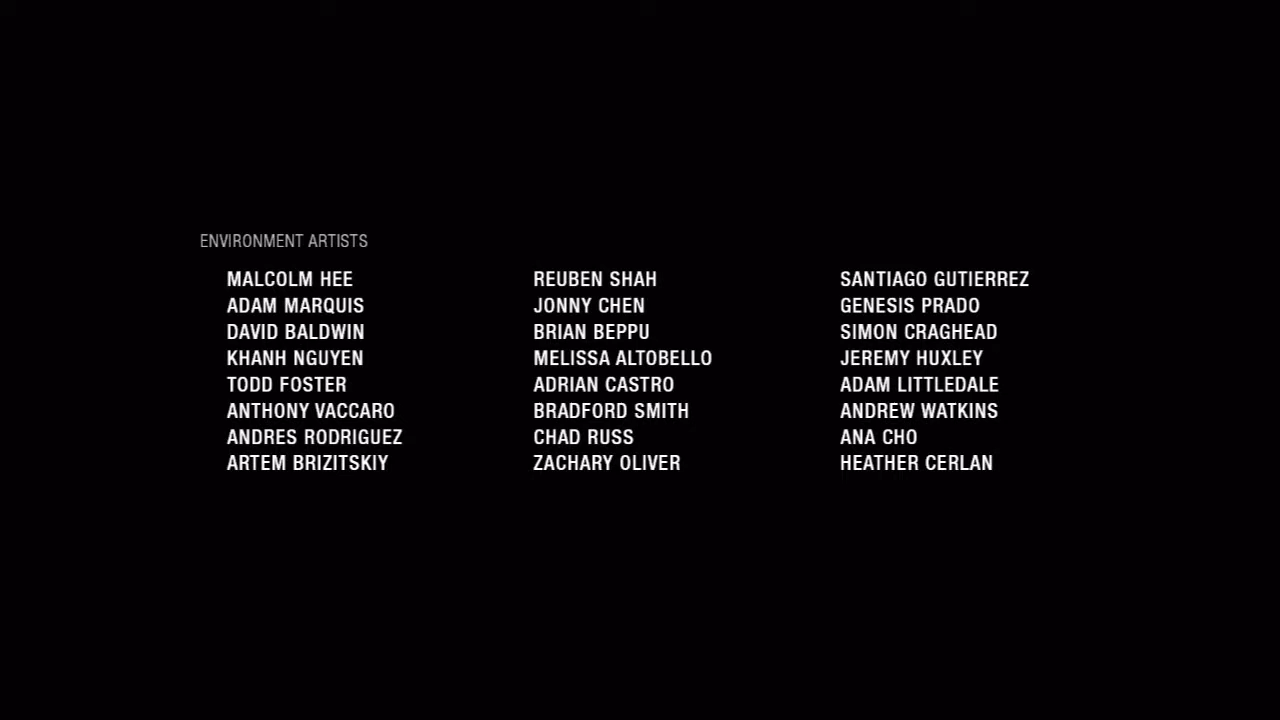 ENVIRONMENT ARTISTS
MALCOLM HEE
ADAM MARQUIS
DAVID BALDWIN
KHANH NGUYEN
TODD FOSTER
ANTHONY VACCARO
ANDRES RODRIGUEZ
ARTEM BRIZITSKIY
REUBEN SHAH
JONNY CHEN
BRIAN BEPPU
MELISSA ALTOBELLO
ADRIAN CASTRO
BRADFORD SMITH
CHAD RUSS
ZACHARY OLIVER
SANTIAGO GUTIERREZ
GENESIS PRADO
SIMON CRAGHEAD
JEREMY HUXLEY
ADAM LITTLEDALE
ANDREW WATKINS
ANA CHO
HEATHER CERLAN